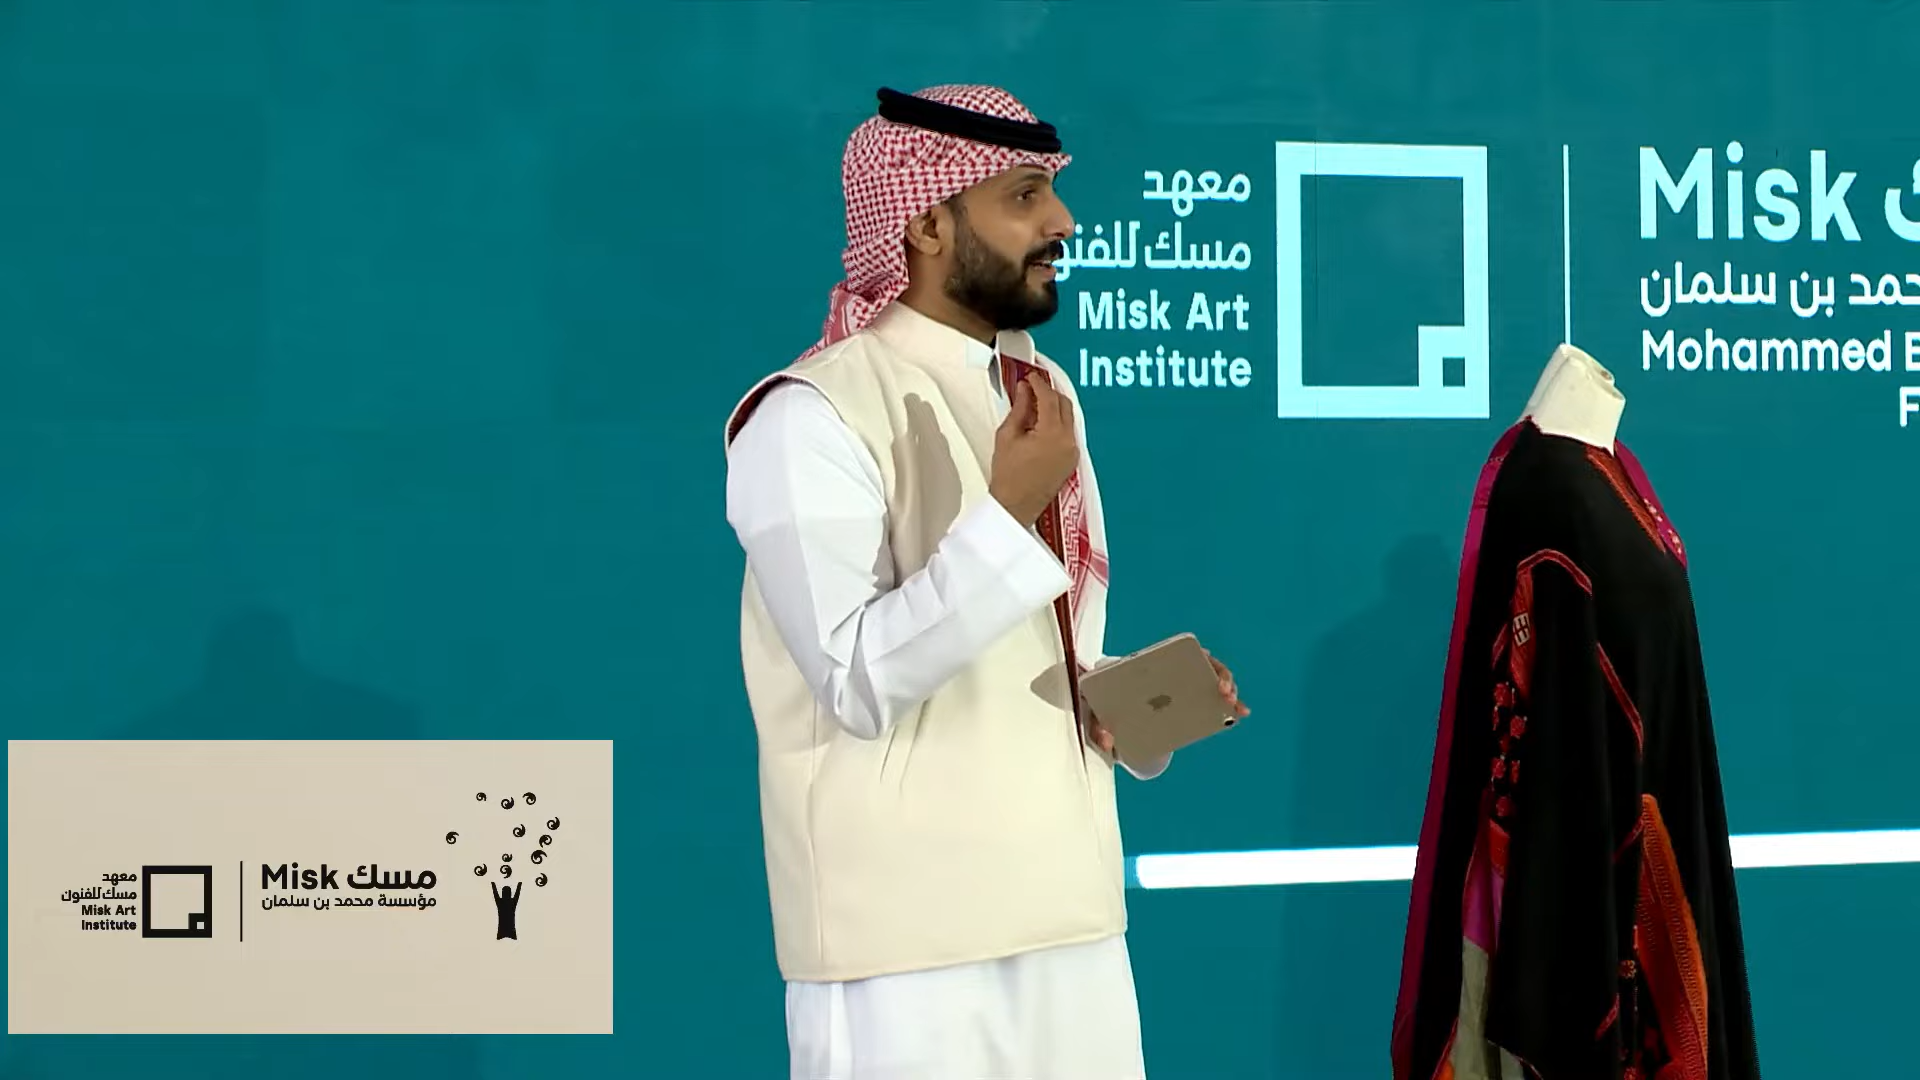 معهد
مسك للفنو
Misk Art
Institute
Misk
حمد بن سلمان
Mohammed B
F
معهد
مسك للفنون
Misk Art
Institute
Misk مسك
مؤسسة محمد بن سلمان